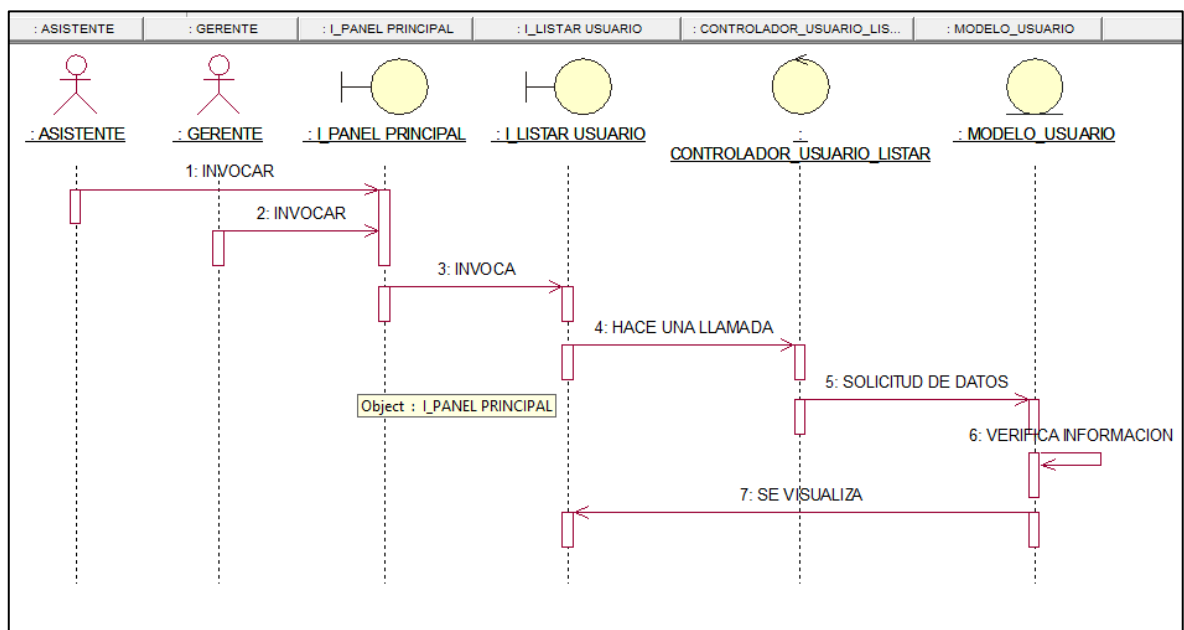 : ASISTENTE
: GERENTE
: I_PANEL PRINCIPAL
: I_LISTAR USUARIO
: CONTROLADOR_USUARIO_LIS...
: MODELO_USUARIO
: ASISTENTE
: GERENTE
: I_PANEL PRINCIPAL
: I_LISTAR USUARIO
:
CONTROLADOR_USUARIO_LISTAR
: MODELO_USUARIO
1: INVOCAR
2: INVOCAR
3: INVOCA
4: HACE UNA LLAMADA
5: SOLICITUD DE DATOS
Object : I_PANEL PRINCIPAL
6: VERIFICA INFORMACION
7: SE VISUALIZA